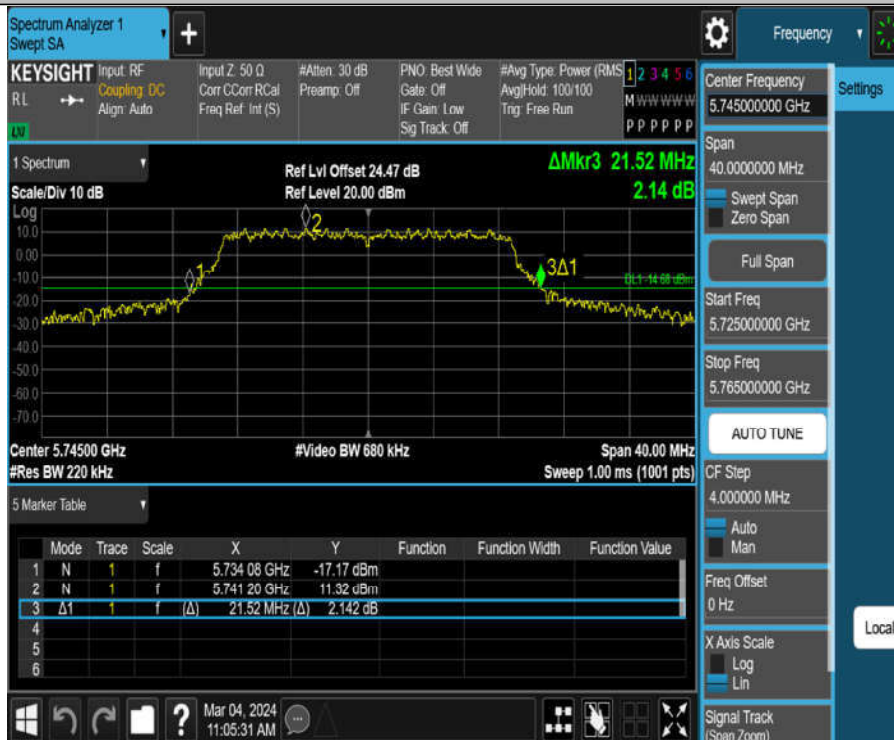 Spectrum Analyzer 1
Swept SA
Frequency
KEYSIGHT
RL
LXI
Input: RF
Coupling: DC
Align: Auto
Input Z: 50 Ω
Corr CCorr RCal
Freq Ref: Int (S)
#Atten: 30 dB
Preamp: Off
PNO: Best Wide
Gate: Off
IF Gain: Low
Sig Track: Off
#Avg Type: Power (RMS
Avg|Hold: 100/100
Trig: Free Run
1 2 3 4 5 6
M W W W W W
P P P P P P
1 Spectrum
Scale/Div 10 dB
Ref Lvl Offset 24.47 dB
Ref Level 20.00 dBm
ΔMkr3 21.52 MHz
2.14 dB
Log
10.0
0.00
-10.0
-20.0
-30.0
-40.0
-50.0
-60.0
-70.0
1
2
3Δ1
DL1 -14.68 dBm
Center 5.74500 GHz
#Res BW 220 kHz
#Video BW 680 kHz
Span 40.00 MHz
Sweep 1.00 ms (1001 pts)
5 Marker Table
Mode Trace Scale X Y Function Function Width Function Value
1 N 1 f 5.734 08 GHz -17.17 dBm
2 N 1 f 5.741 20 GHz 11.32 dBm
3 Δ1 1 f (Δ) 21.52 MHz (Δ) 2.142 dB
4
5
6
Mar 04, 2024
11:05:31 AM
Center Frequency
5.745000000 GHz
Span
40.0000000 MHz
Swept Span
Zero Span
Full Span
Start Freq
5.725000000 GHz
Stop Freq
5.765000000 GHz
AUTO TUNE
CF Step
4.000000 MHz
Auto
Man
Freq Offset
0 Hz
X Axis Scale
Log
Lin
Signal Track
(Span Zoom)
Settings
Local